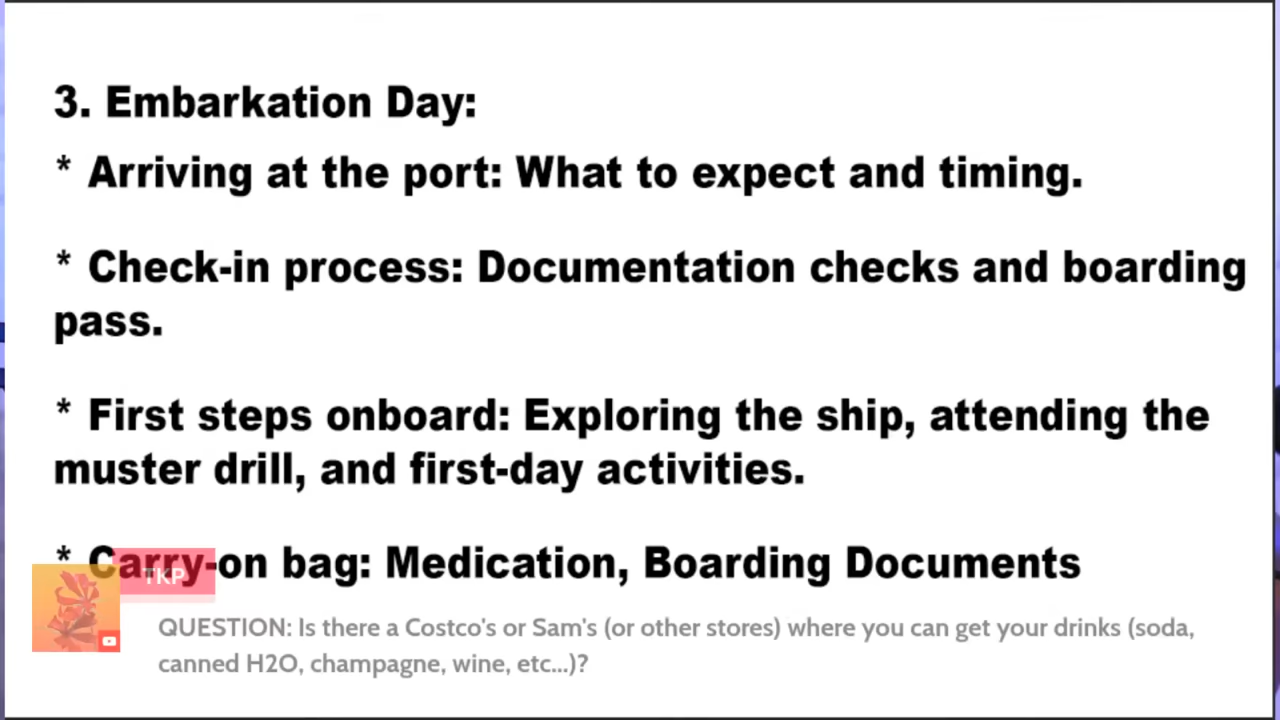 3. Embarkation Day:
* Arriving at the port: What to expect and timing.
* Check-in process: Documentation checks and boarding
pass.
* First steps onboard: Exploring the ship, attending the
muster drill, and first-day activities.
* Carry-on bag: Medication, Boarding Documents
TKP
QUESTION: Is there a Costco's or Sam's (or other stores) where you can get your drinks (soda,
canned H2O, champagne, wine, etc...)?